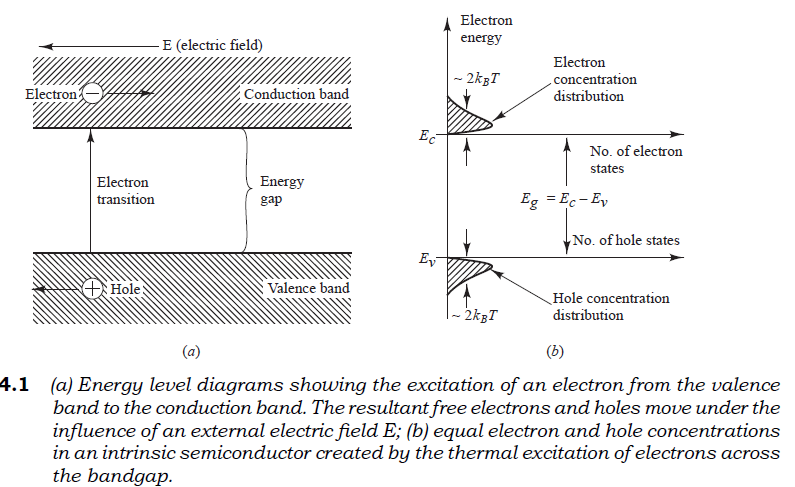 E (electric field)
Electron
−
Conduction band
Electron
transition
Energy
gap
+ Hole
Valence band
(a)
Electron
energy
~ 2k_BT
Electron
concentration
distribution
E_c
No. of electron
states
E_g = E_c − E_v
No. of hole states
E_v
Hole concentration
distribution
~ 2k_BT
(b)
4.1 (a) Energy level diagrams showing the excitation of an electron from the valence
band to the conduction band. The resultant free electrons and holes move under the
influence of an external electric field E; (b) equal electron and hole concentrations
in an intrinsic semiconductor created by the thermal excitation of electrons across
the bandgap.